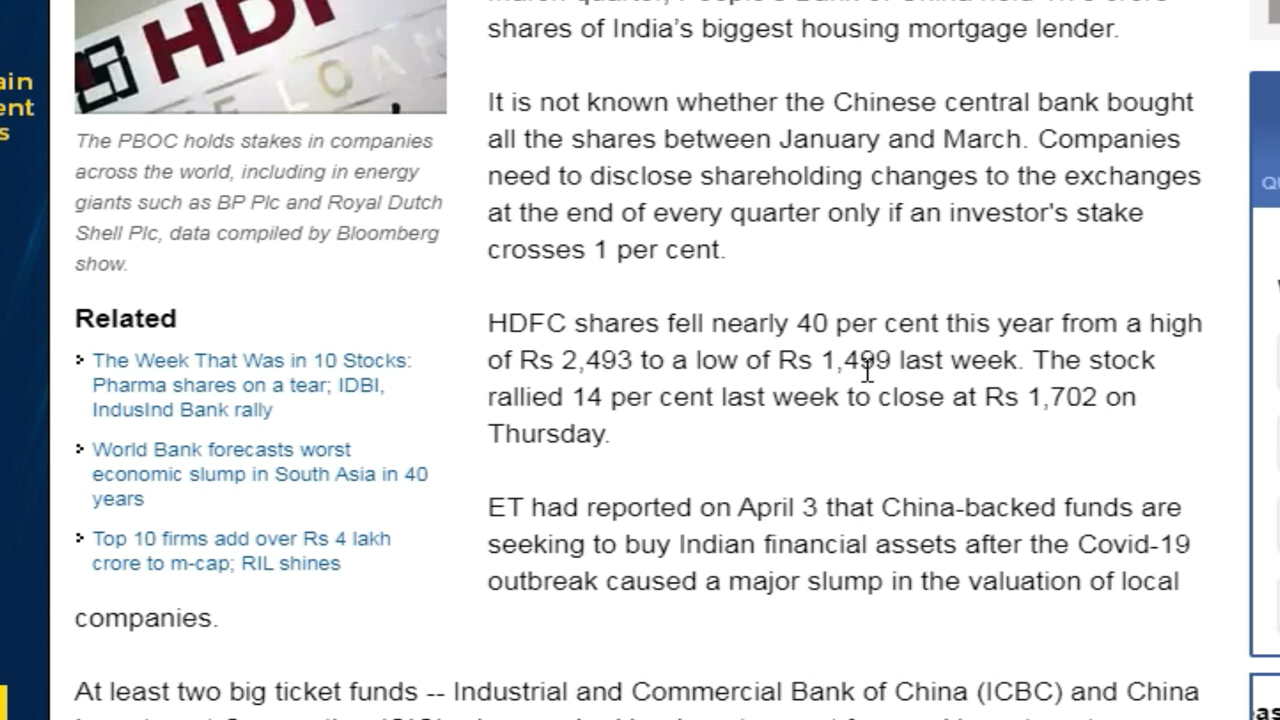 shares of India’s biggest housing mortgage lender.
It is not known whether the Chinese central bank bought
all the shares between January and March. Companies
need to disclose shareholding changes to the exchanges
at the end of every quarter only if an investor's stake
crosses 1 per cent.
HDFC shares fell nearly 40 per cent this year from a high
of Rs 2,493 to a low of Rs 1,499 last week. The stock
rallied 14 per cent last week to close at Rs 1,702 on
Thursday.
ET had reported on April 3 that China-backed funds are
seeking to buy Indian financial assets after the Covid-19
outbreak caused a major slump in the valuation of local
companies.
At least two big ticket funds -- Industrial and Commercial Bank of China (ICBC) and China
The PBOC holds stakes in companies
across the world, including in energy
giants such as BP Plc and Royal Dutch
Shell Plc, data compiled by Bloomberg
show.
Related
The Week That Was in 10 Stocks:
Pharma shares on a tear; IDBI,
IndusInd Bank rally
World Bank forecasts worst
economic slump in South Asia in 40
years
Top 10 firms add over Rs 4 lakh
crore to m-cap; RIL shines